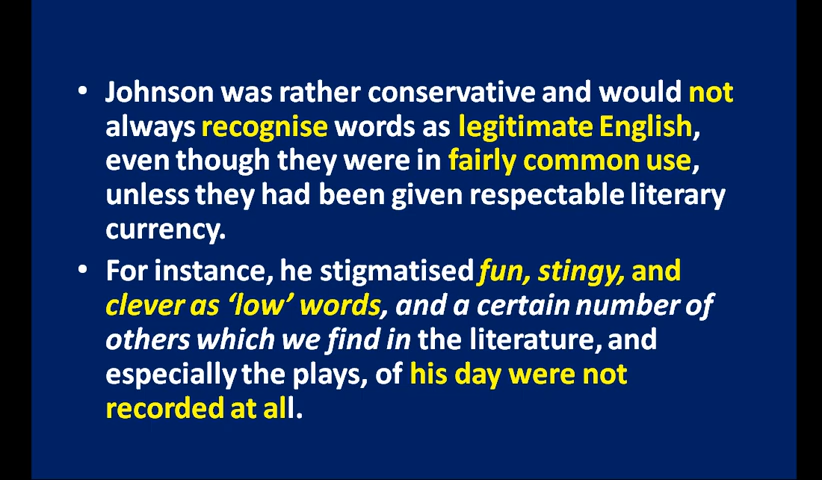 • Johnson was rather conservative and would not
always recognise words as legitimate English,
even though they were in fairly common use,
unless they had been given respectable literary
currency.
• For instance, he stigmatised fun, stingy, and
clever as ‘low’ words, and a certain number of
others which we find in the literature, and
especially the plays, of his day were not
recorded at all.